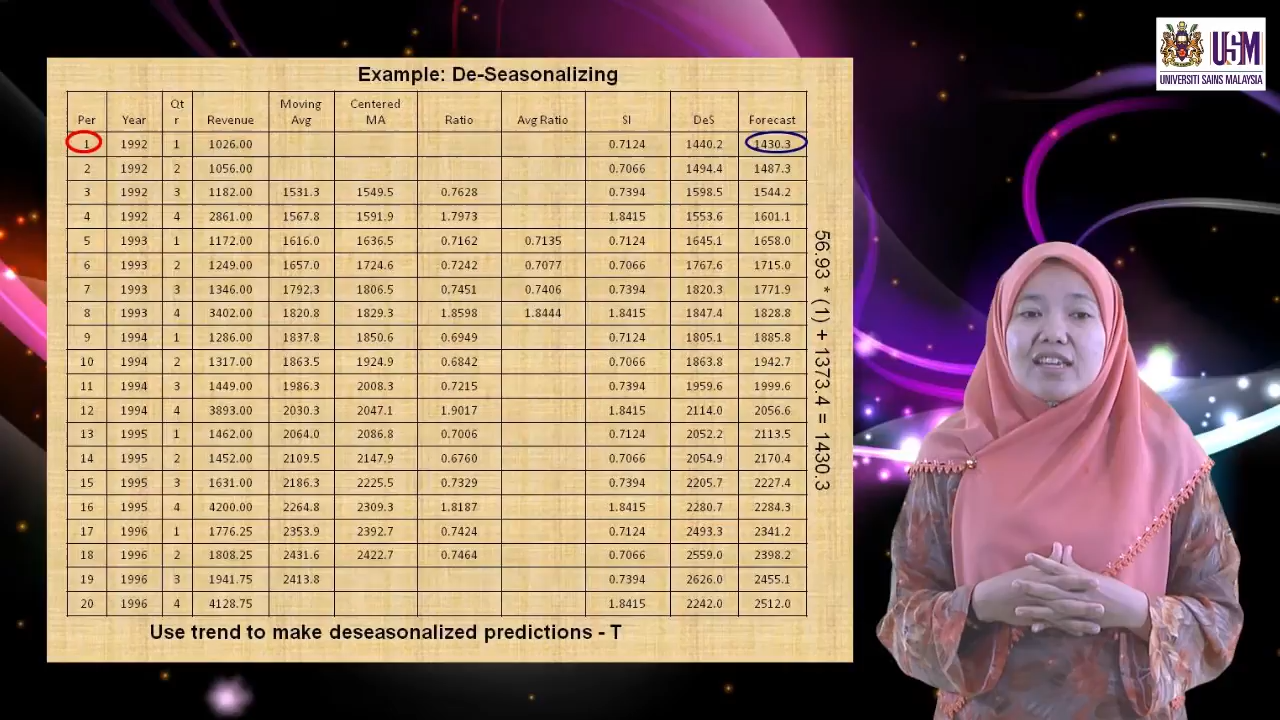 USM
UNIVERSITI SAINS MALAYSIA
Example: De-Seasonalizing
Per Year Qtr Revenue Moving Avg Centered MA Ratio Avg Ratio SI DeS Forecast
1 1992 1 1026.00 0.7124 1440.2 1430.3
2 1992 2 1056.00 0.7066 1494.4 1487.3
3 1992 3 1182.00 1531.3 1549.5 0.7628 0.7394 1598.5 1544.2
4 1992 4 2861.00 1567.8 1591.9 1.7973 1.8415 1553.6 1601.1
5 1993 1 1172.00 1616.0 1636.5 0.7162 0.7135 0.7124 1645.1 1658.0
6 1993 2 1249.00 1657.0 1724.6 0.7242 0.7077 0.7066 1767.6 1715.0
7 1993 3 1346.00 1792.3 1806.5 0.7451 0.7406 0.7394 1820.3 1771.9
8 1993 4 3402.00 1820.8 1829.3 1.8598 1.8444 1.8415 1847.4 1828.8
9 1994 1 1286.00 1837.8 1850.6 0.6949 0.7124 1805.1 1885.8
10 1994 2 1317.00 1863.5 1924.9 0.6842 0.7066 1863.8 1942.7
11 1994 3 1449.00 1986.3 2008.3 0.7215 0.7394 1959.6 1999.6
12 1994 4 3893.00 2030.3 2047.1 1.9017 1.8415 2114.0 2056.6
13 1995 1 1462.00 2064.0 2086.8 0.7006 0.7124 2052.2 2113.5
14 1995 2 1452.00 2109.5 2147.9 0.6760 0.7066 2054.9 2170.4
15 1995 3 1631.00 2186.3 2225.5 0.7329 0.7394 2205.7 2227.4
16 1995 4 4200.00 2264.8 2309.3 1.8187 1.8415 2280.7 2284.3
17 1996 1 1776.25 2353.9 2392.7 0.7424 0.7124 2493.3 2341.2
18 1996 2 1808.25 2431.6 2422.7 0.7464 0.7066 2559.0 2398.2
19 1996 3 1941.75 2413.8 0.7394 2626.0 2455.1
20 1996 4 4128.75 1.8415 2242.0 2512.0
56.93 * (1) + 1373.4 = 1430.3
Use trend to make deseasonalized predictions - T